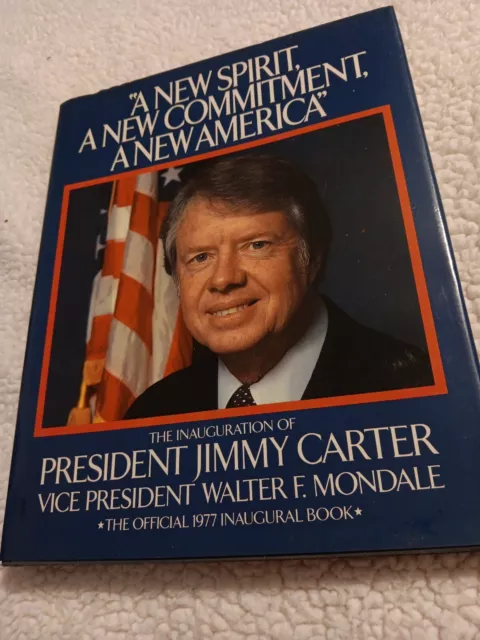 "A NEW SPIRIT,
A NEW COMMITMENT,
A NEW AMERICA"
THE INAUGURATION OF
PRESIDENT JIMMY CARTER
VICE PRESIDENT WALTER F. MONDALE
★THE OFFICIAL 1977 INAUGURAL BOOK★